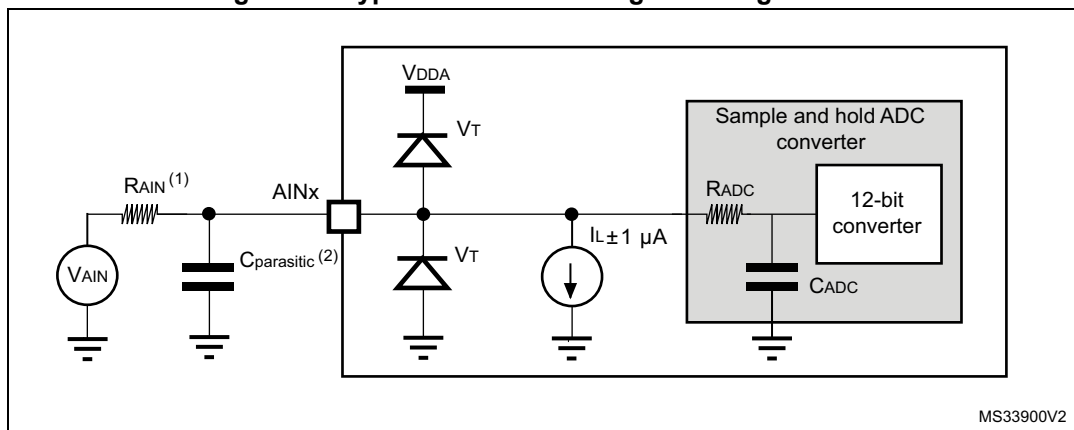 VDDA
Sample and hold ADC
converter
VT
RAIN (1)
AINx
RADC
12-bit
converter
IL±1 µA
VT
Cparasitic (2)
VAIN
CADC
MS33900V2